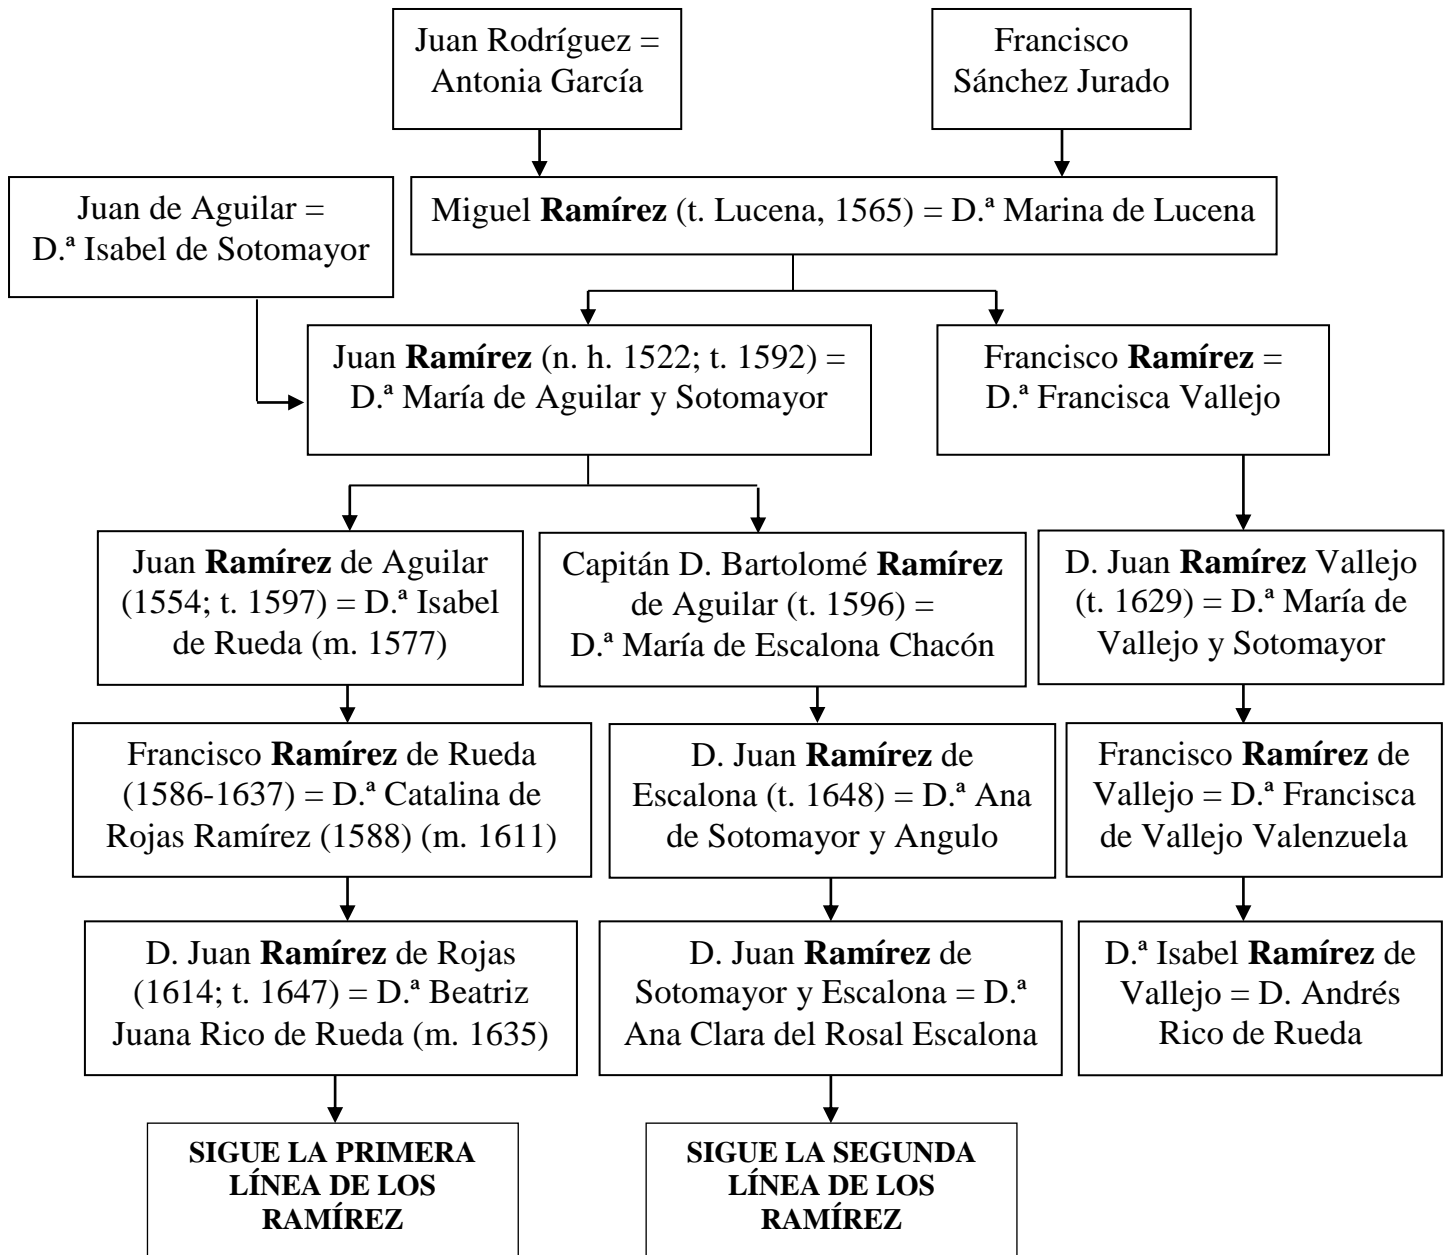 Juan Rodríguez =
Antonia García
Francisco
Sánchez Jurado
Juan de Aguilar =
D.ª Isabel de Sotomayor
Miguel Ramírez (t. Lucena, 1565) = D.ª Marina de Lucena
Juan Ramírez (n. h. 1522; t. 1592) =
D.ª María de Aguilar y Sotomayor
Francisco Ramírez =
D.ª Francisca Vallejo
Juan Ramírez de Aguilar
(1554; t. 1597) = D.ª Isabel
de Rueda (m. 1577)
Capitán D. Bartolomé Ramírez
de Aguilar (t. 1596) =
D.ª María de Escalona Chacón
D. Juan Ramírez Vallejo
(t. 1629) = D.ª María de
Vallejo y Sotomayor
Francisco Ramírez de Rueda
(1586-1637) = D.ª Catalina de
Rojas Ramírez (1588) (m. 1611)
D. Juan Ramírez de
Escalona (t. 1648) = D.ª Ana
de Sotomayor y Angulo
Francisco Ramírez de
Vallejo = D.ª Francisca
de Vallejo Valenzuela
D. Juan Ramírez de Rojas
(1614; t. 1647) = D.ª Beatriz
Juana Rico de Rueda (m. 1635)
D. Juan Ramírez de
Sotomayor y Escalona = D.ª
Ana Clara del Rosal Escalona
D.ª Isabel Ramírez de
Vallejo = D. Andrés
Rico de Rueda
SIGUE LA PRIMERA
LÍNEA DE LOS
RAMÍREZ
SIGUE LA SEGUNDA
LÍNEA DE LOS
RAMÍREZ